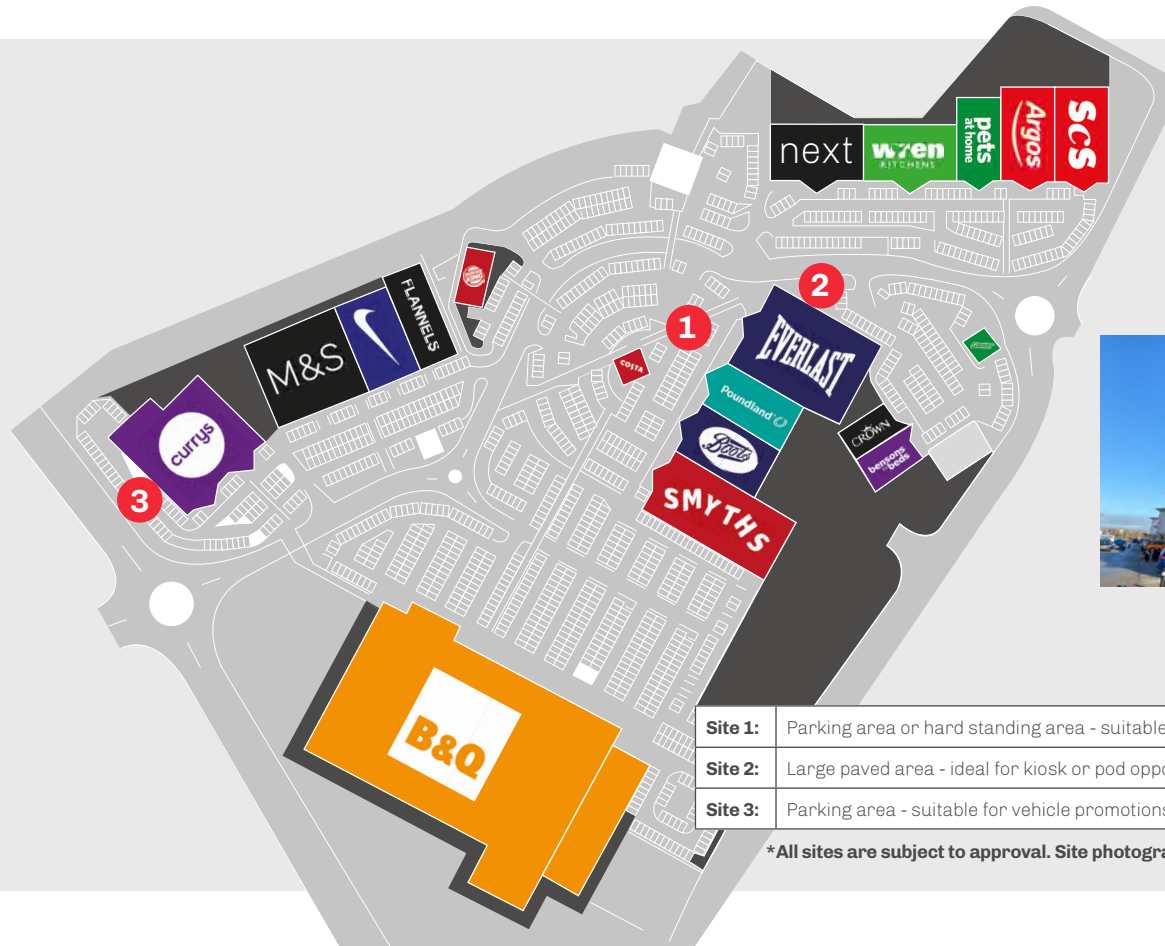 next
wren
KITCHENS
pets
at home
Argos
ScS
2
1
FLANNELS
M&S
currys
3
COSTA
EVERLAST
Poundland
Boots
SMYTHS
CROWN
bensons
for beds
B&Q
Site 1: Parking area or hard standing area - suitable
Site 2: Large paved area - ideal for kiosk or pod oppo
Site 3: Parking area - suitable for vehicle promotions
*All sites are subject to approval. Site photogra